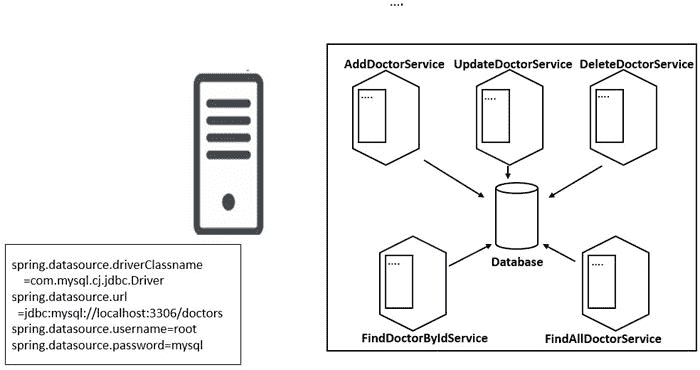 ....
AddDoctorService UpdateDoctorService DeleteDoctorService
.... .... ....
spring.datasource.driverClassname
=com.mysql.cj.jdbc.Driver
spring.datasource.url
=jdbc:mysql://localhost:3306/doctors
spring.datasource.username=root
spring.datasource.password=mysql
Database
.... ....
FindDoctorByIdService FindAllDoctorService